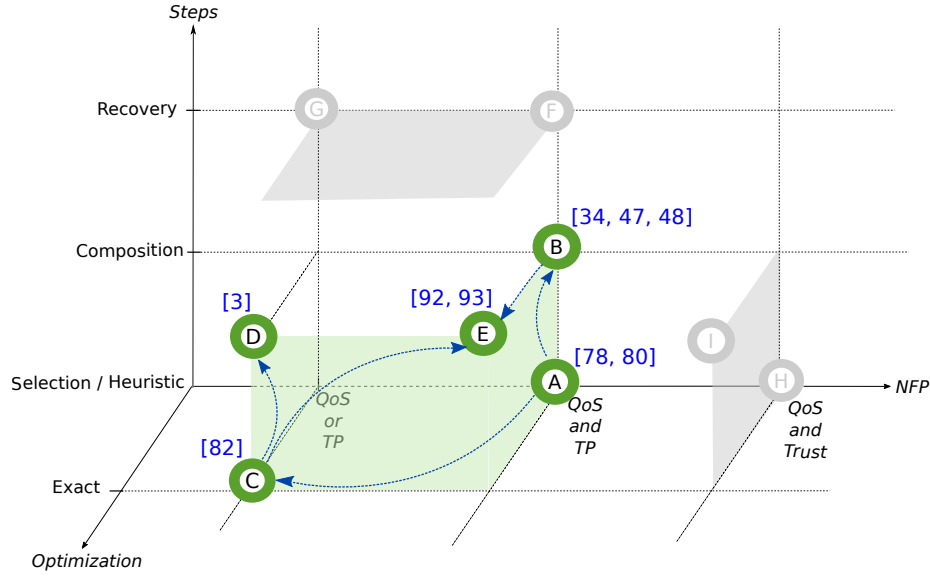 Steps
Recovery
G
F
[34, 47, 48]
Composition
B
[3]
[92, 93]
D
E
I
[78, 80]
Selection / Heuristic
A
H
NFP
QoS
or
TP
QoS
and
TP
QoS
and
Trust
[82]
C
Exact
Optimization